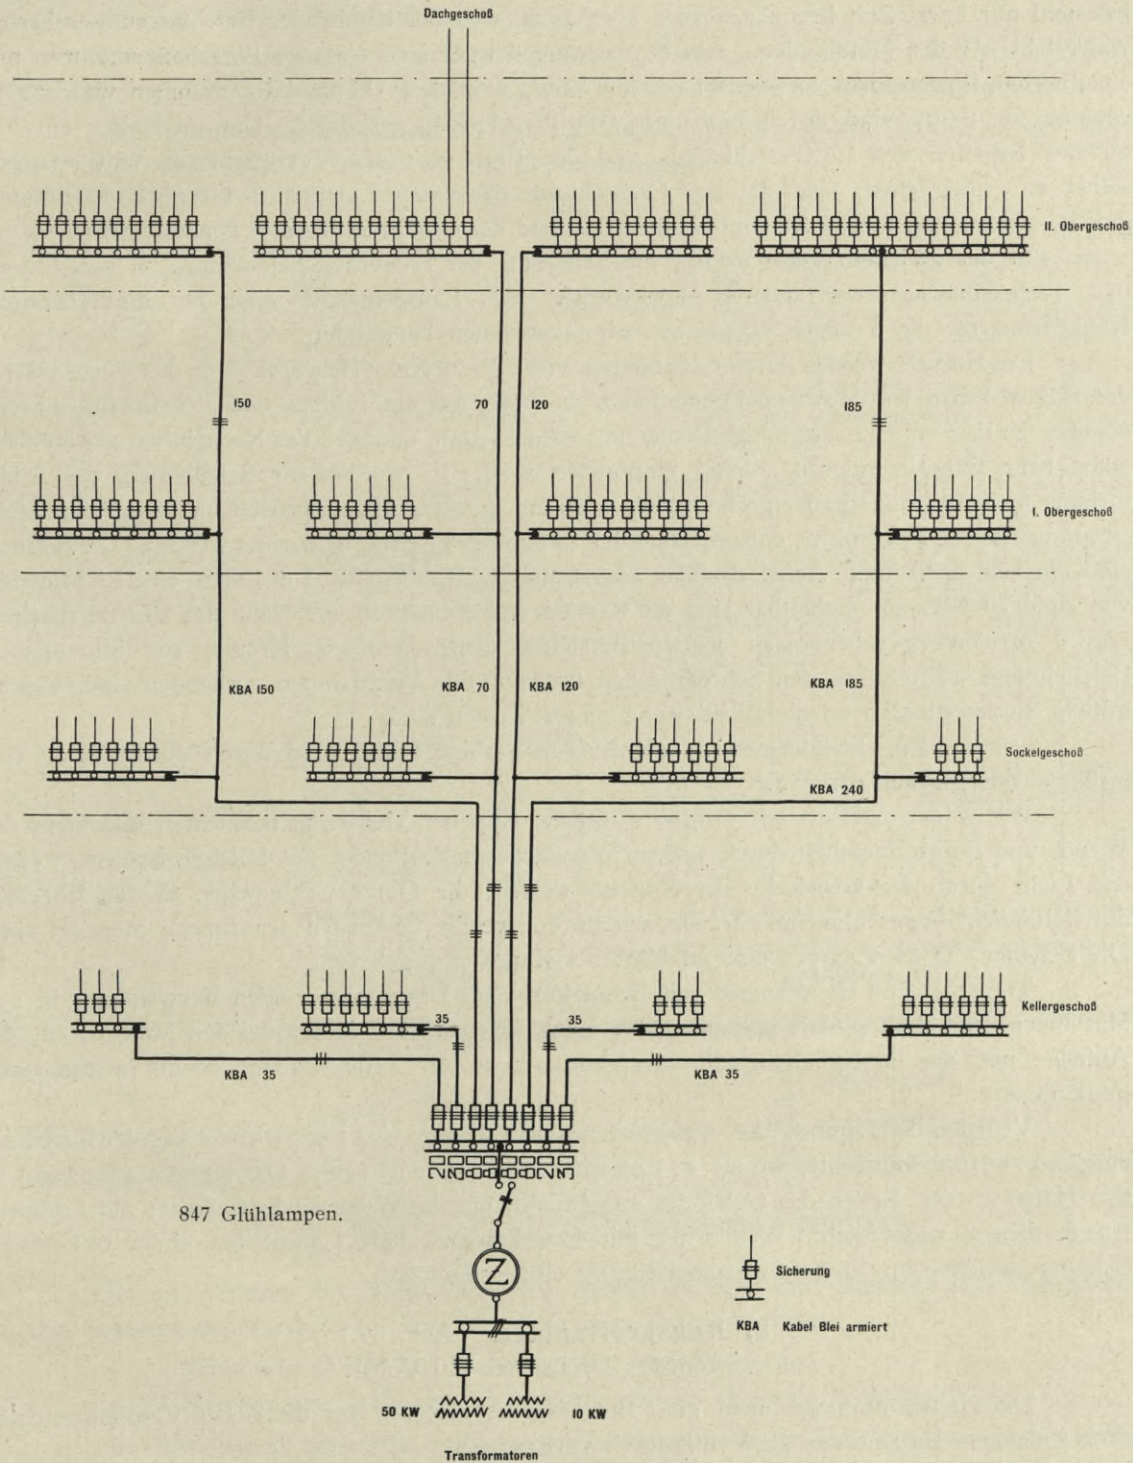 Dachgeschoß
II. Obergeschoß
150
70
120
185
I. Obergeschoß
KBA 150
KBA 70
KBA 120
KBA 185
Sockelgeschoß
KBA 240
Kellergeschoß
35
35
KBA 35
KBA 35
847 Glühlampen.
Z
Sicherung
KBA Kabel Blei armiert
50 KW
10 KW
Transformatoren